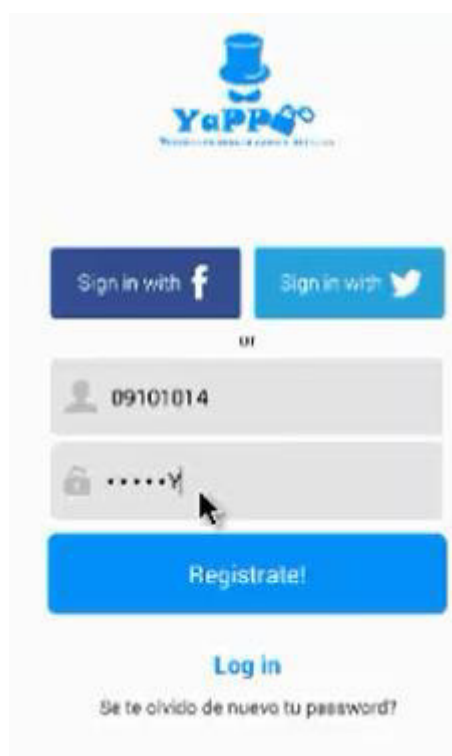 YaPP
Sign in with f
Sign in with
or
09101014
•••••Y
Registrate!
Log in
Se te olvido de nuevo tu password?